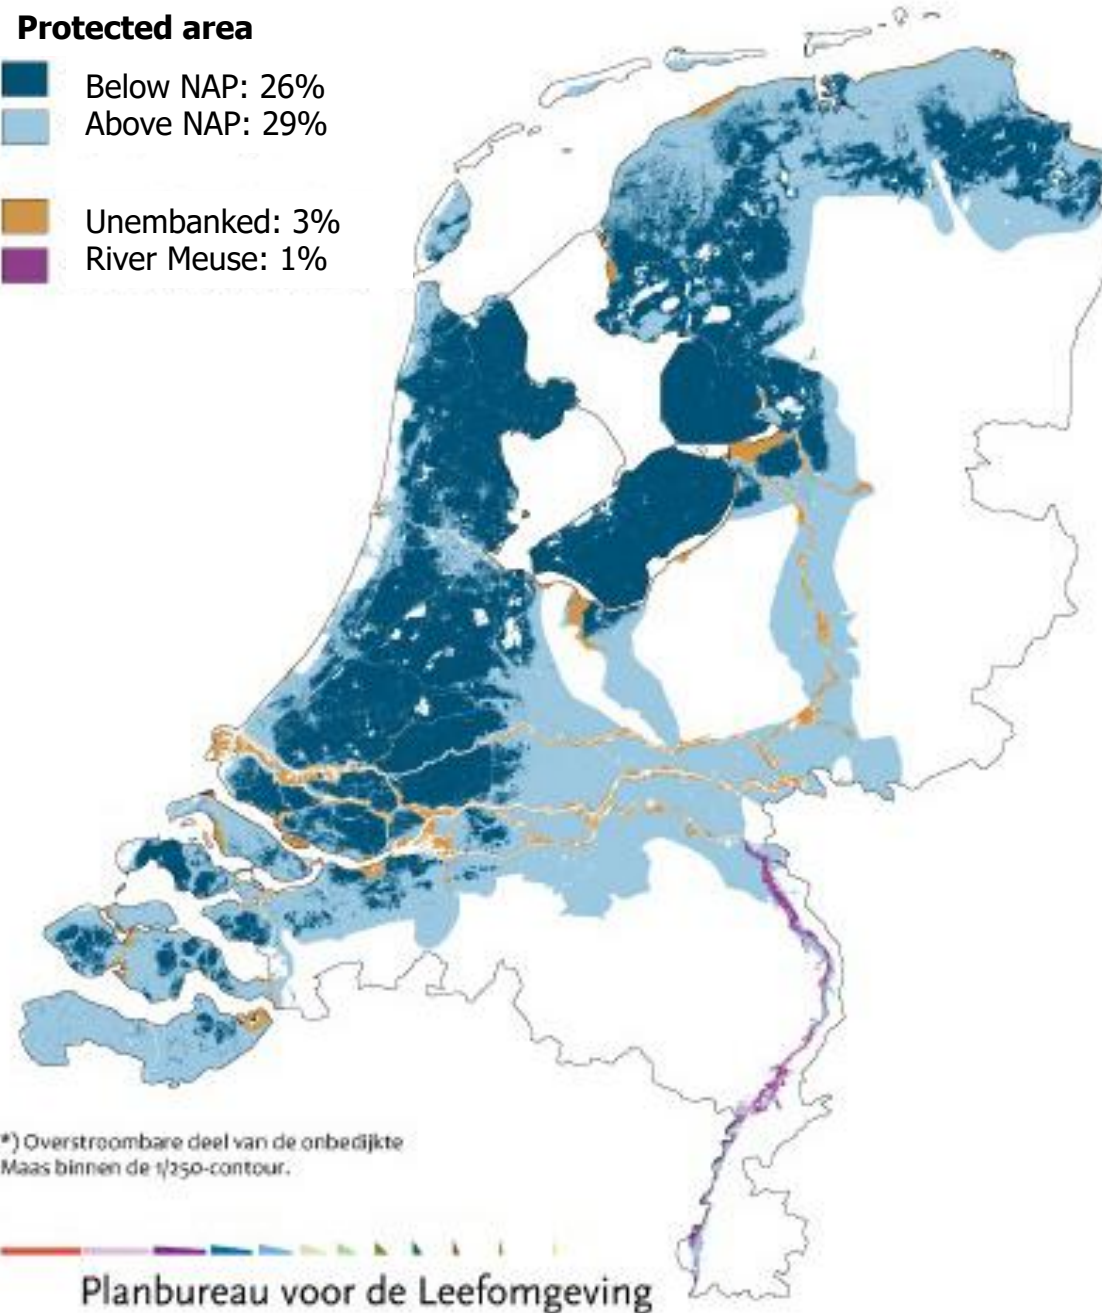 Protected area
Below NAP: 26%
Above NAP: 29%
Unembanked: 3%
River Meuse: 1%
*) Overstroombare deel van de onbedijkte
Maas binnen de 1/250-contour.
Planbureau voor de Leefomgeving